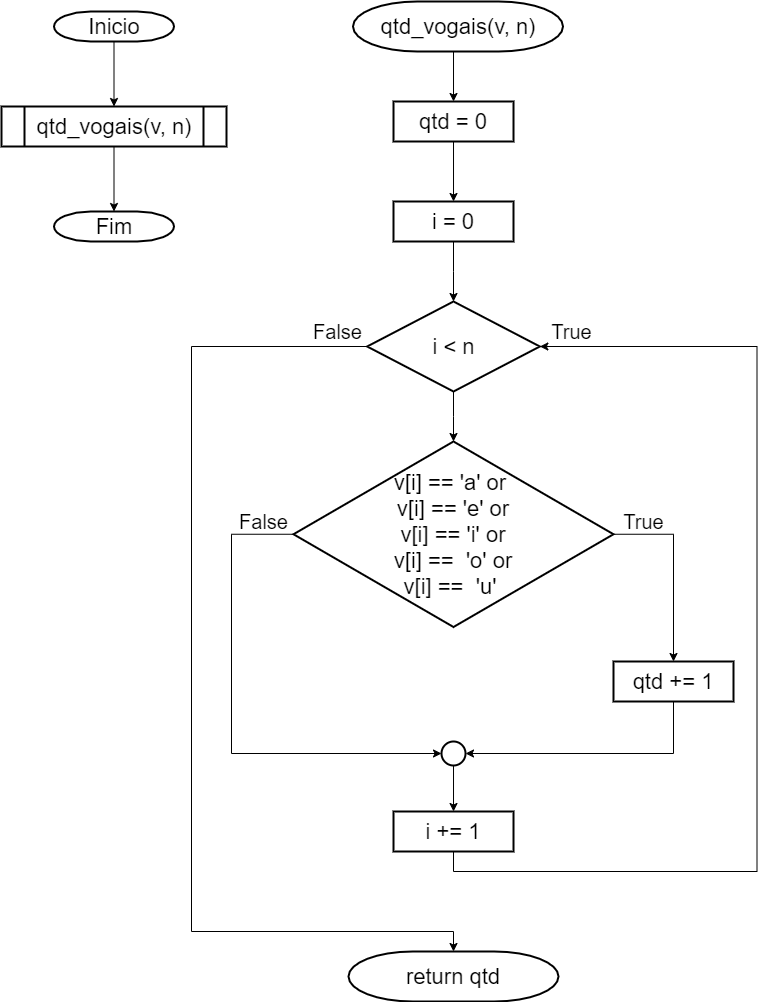 Inicio
qtd_vogais(v, n)
Fim
qtd_vogais(v, n)
qtd = 0
i = 0
False
True
i < n
v[i] == 'a' or
v[i] == 'e' or
v[i] == 'i' or
v[i] == 'o' or
v[i] == 'u'
False
True
qtd += 1
i += 1
return qtd